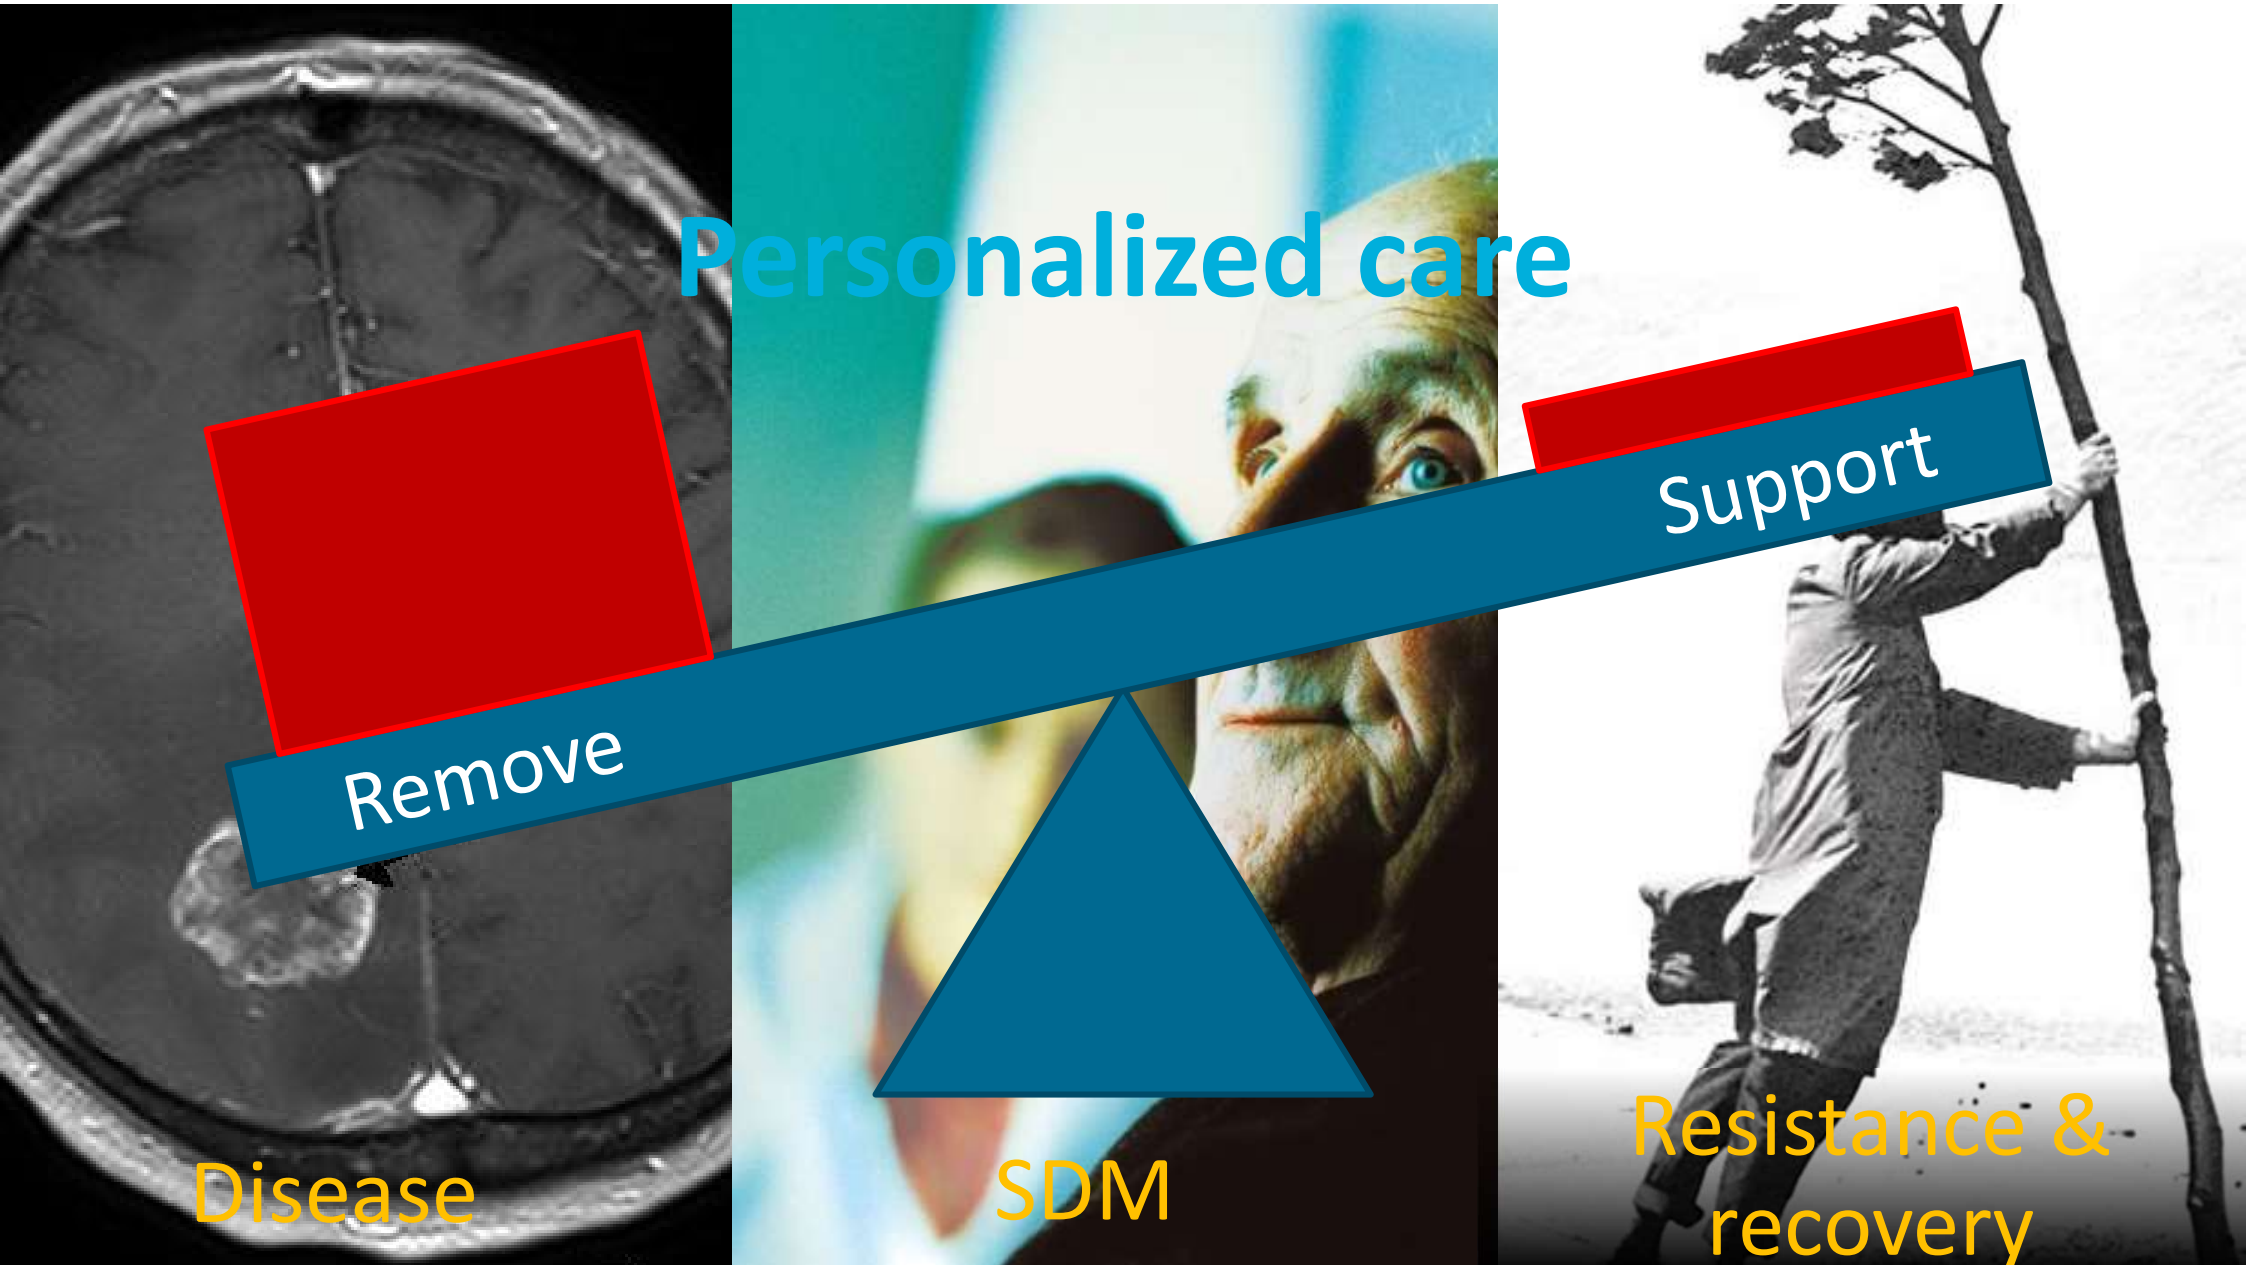 Personalized care
Support
Remove
Disease
SDM
Resistance &
recovery